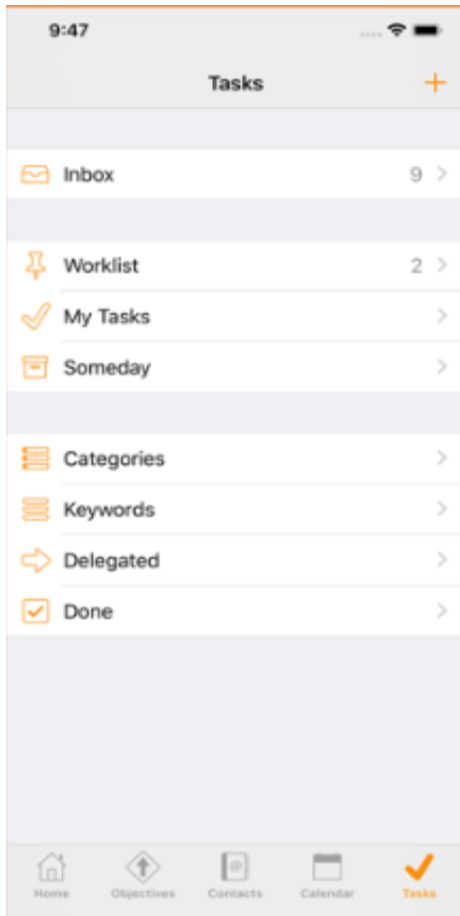 9:47
Tasks
Inbox 9
Worklist 2
My Tasks
Someday
Categories
Keywords
Delegated
Done
Home Objectives Contacts Calendar Tasks